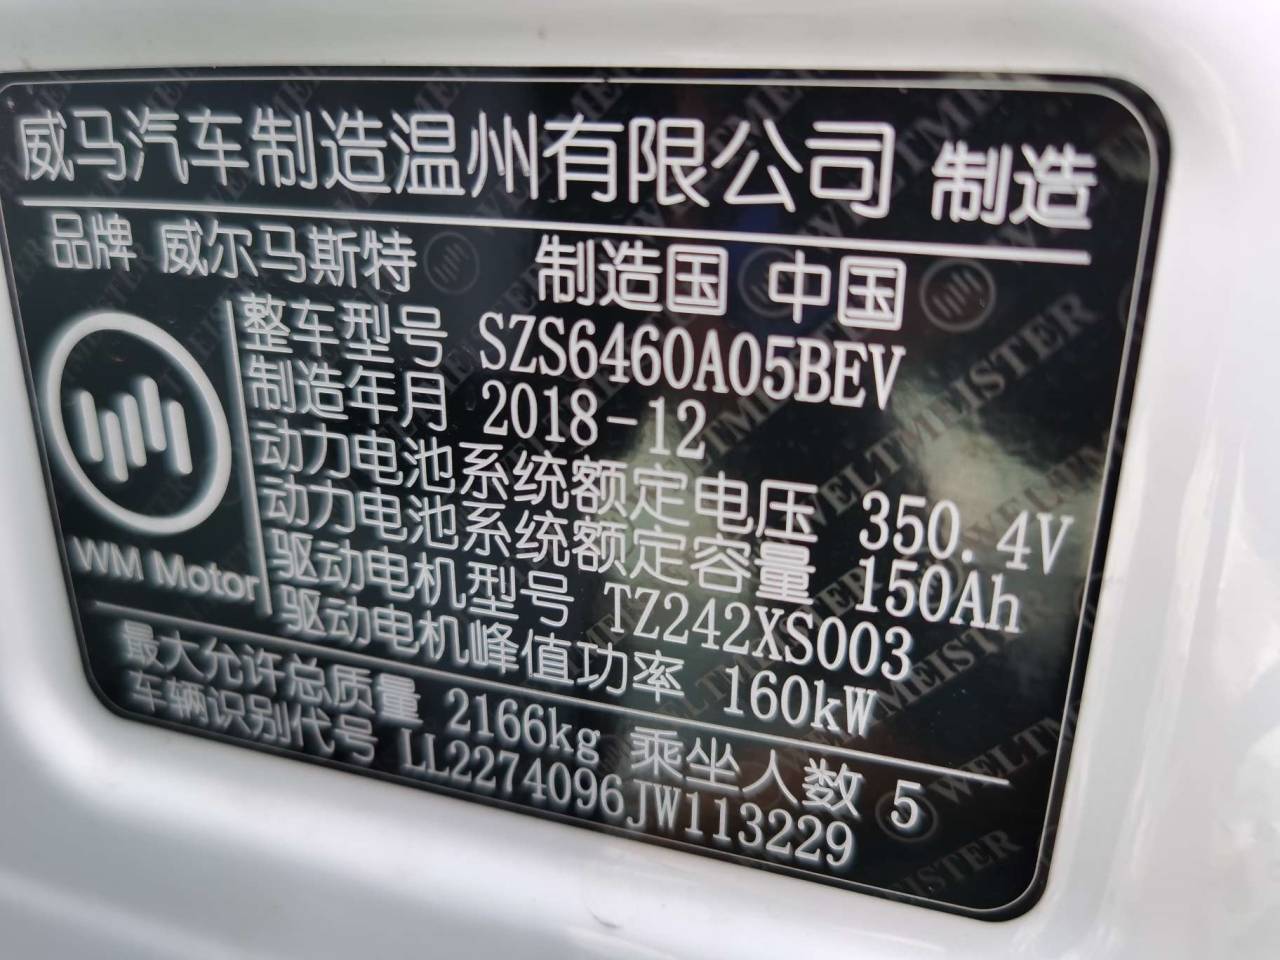 威马汽车制造温州有限公司 制造
品牌 威尔马斯特 制造国 中国
整车型号 SZS6460A05BEV
制造年月 2018-12
动力电池系统额定电压 350.4V
动力电池系统额定容量 150Ah
驱动电机型号 TZ242XS003
驱动电机峰值功率 160kW
WM Motor
最大允许总质量 2166kg 乘坐人数 5
车辆识别代号 LL2274096JW113229
WELTMEISTER